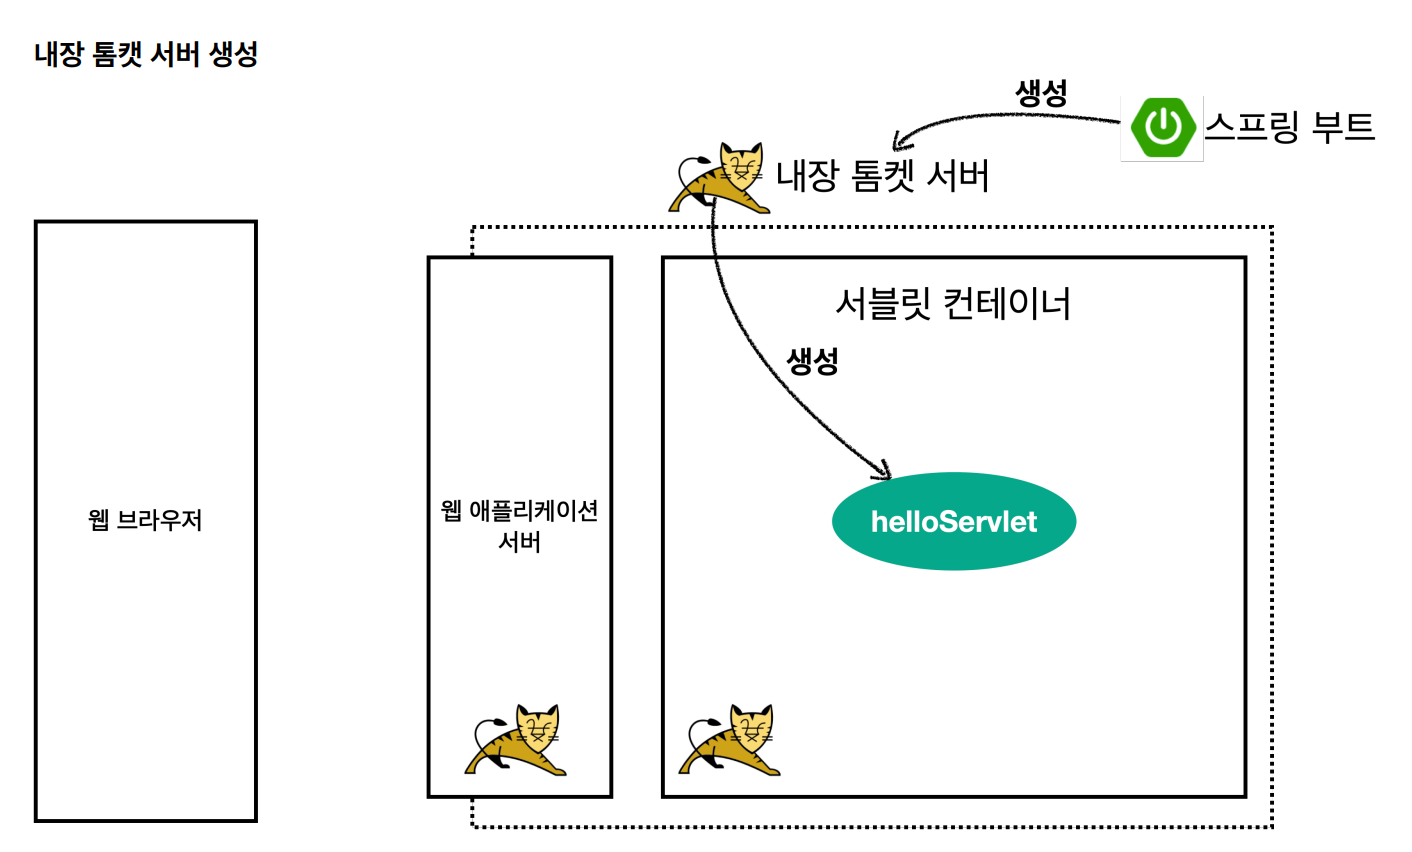 내장 톰캣 서버 생성
생성
스프링 부트
내장 톰켓 서버
서블릿 컨테이너
생성
웹 브라우저
웹 애플리케이션
서버
helloServlet